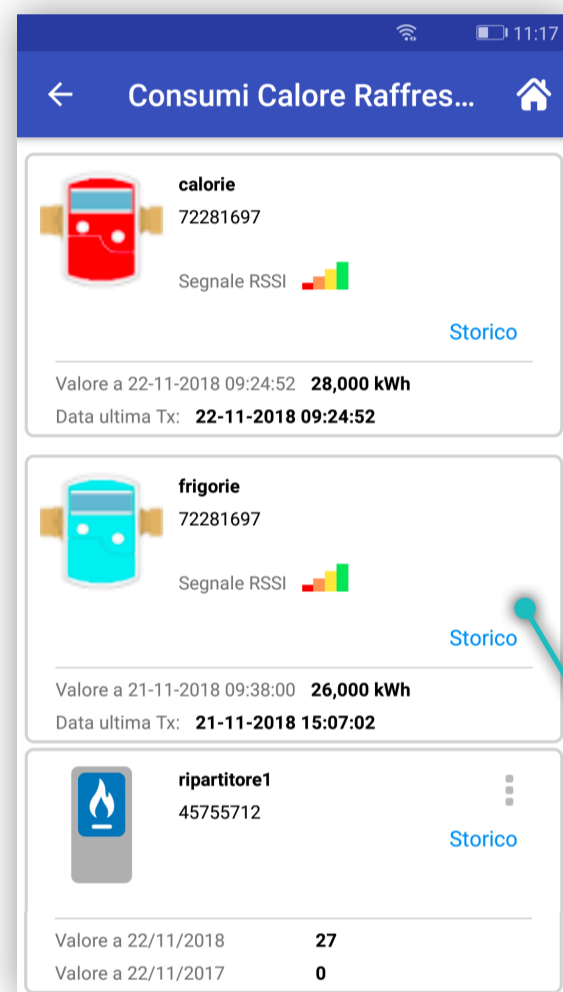 11:17
Consumi Calore Raffres...
calorie
72281697
Segnale RSSI
Storico
Valore a 22-11-2018 09:24:52 28,000 kWh
Data ultima Tx: 22-11-2018 09:24:52
frigorie
72281697
Segnale RSSI
Storico
Valore a 21-11-2018 09:38:00 26,000 kWh
Data ultima Tx: 21-11-2018 15:07:02
ripartitore1
45755712
Storico
Valore a 22/11/2018 27
Valore a 22/11/2017 0